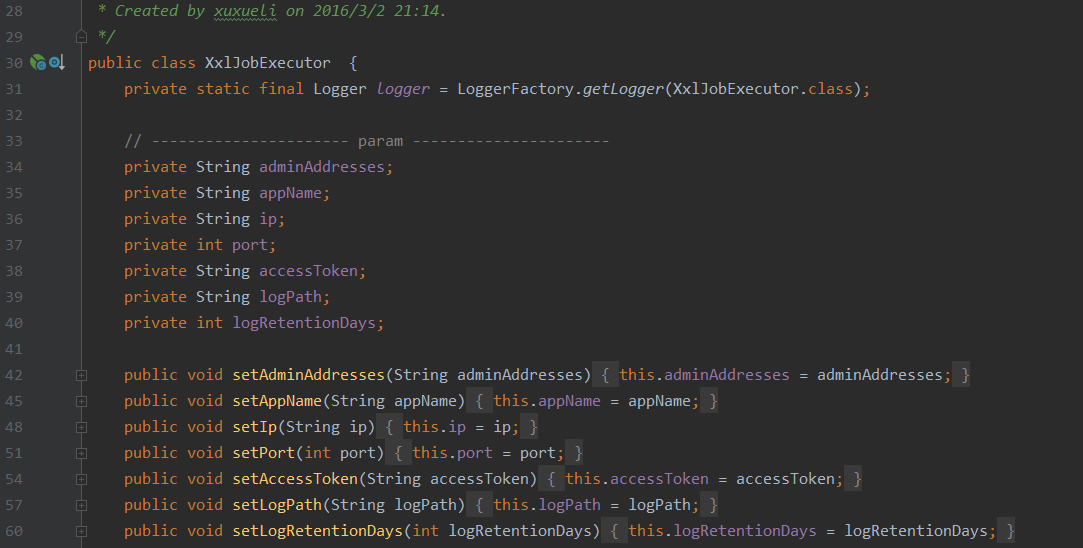 28 * Created by xuxueli on 2016/3/2 21:14.
29 */
30 public class XxlJobExecutor  {
31 private static final Logger logger = LoggerFactory.getLogger(XxlJobExecutor.class);
32
33 // ---------------------- param ----------------------
34 private String adminAddresses;
35 private String appName;
36 private String ip;
37 private int port;
38 private String accessToken;
39 private String logPath;
40 private int logRetentionDays;
41
42 public void setAdminAddresses(String adminAddresses) { this.adminAddresses = adminAddresses; }
45 public void setAppName(String appName) { this.appName = appName; }
48 public void setIp(String ip) { this.ip = ip; }
51 public void setPort(int port) { this.port = port; }
54 public void setAccessToken(String accessToken) { this.accessToken = accessToken; }
57 public void setLogPath(String logPath) { this.logPath = logPath; }
60 public void setLogRetentionDays(int logRetentionDays) { this.logRetentionDays = logRetentionDays; }